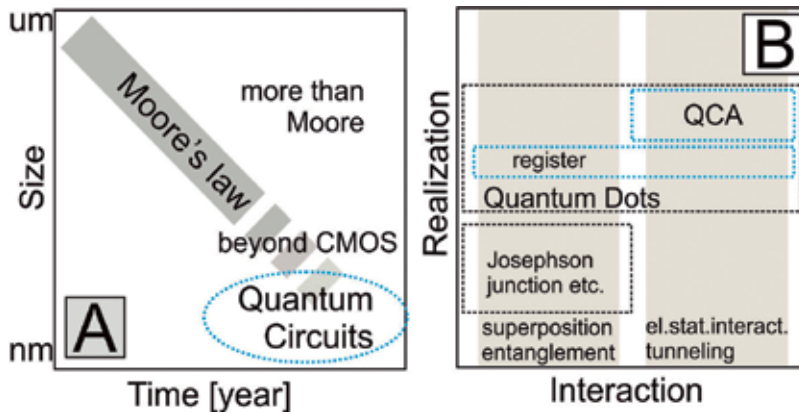 um
Moore's law
more than
Moore
Size
beyond CMOS
Quantum
Circuits
A
nm
Time [year]
B
QCA
register
Quantum Dots
Realization
Josephson
junction etc.
superposition
entanglement
el.stat.interact.
tunneling
Interaction